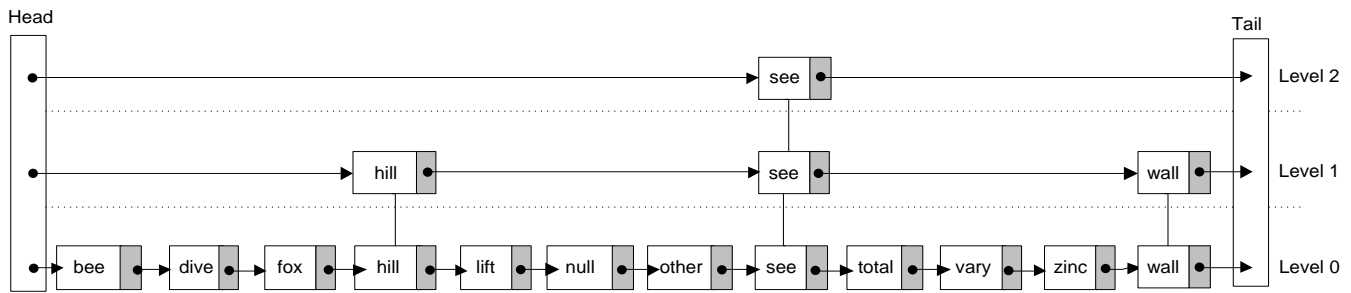 Head
Tail
see
Level 2
hill see wall
Level 1
bee dive fox hill lift null other see total vary zinc wall
Level 0